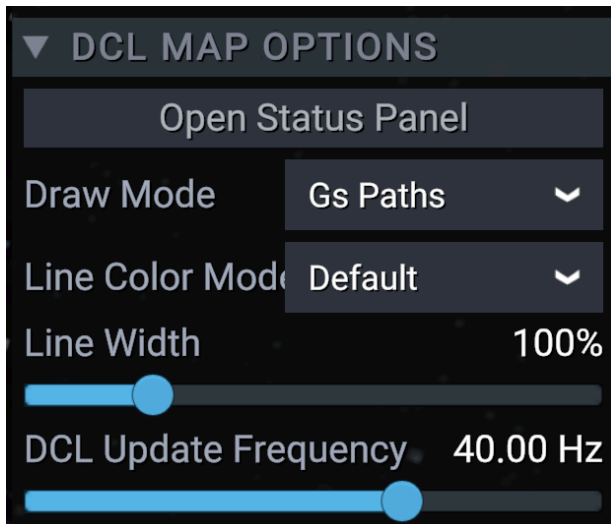 DCL MAP OPTIONS
Open Status Panel
Draw Mode Gs Paths
Line Color Mode Default
Line Width 100%
DCL Update Frequency 40.00 Hz